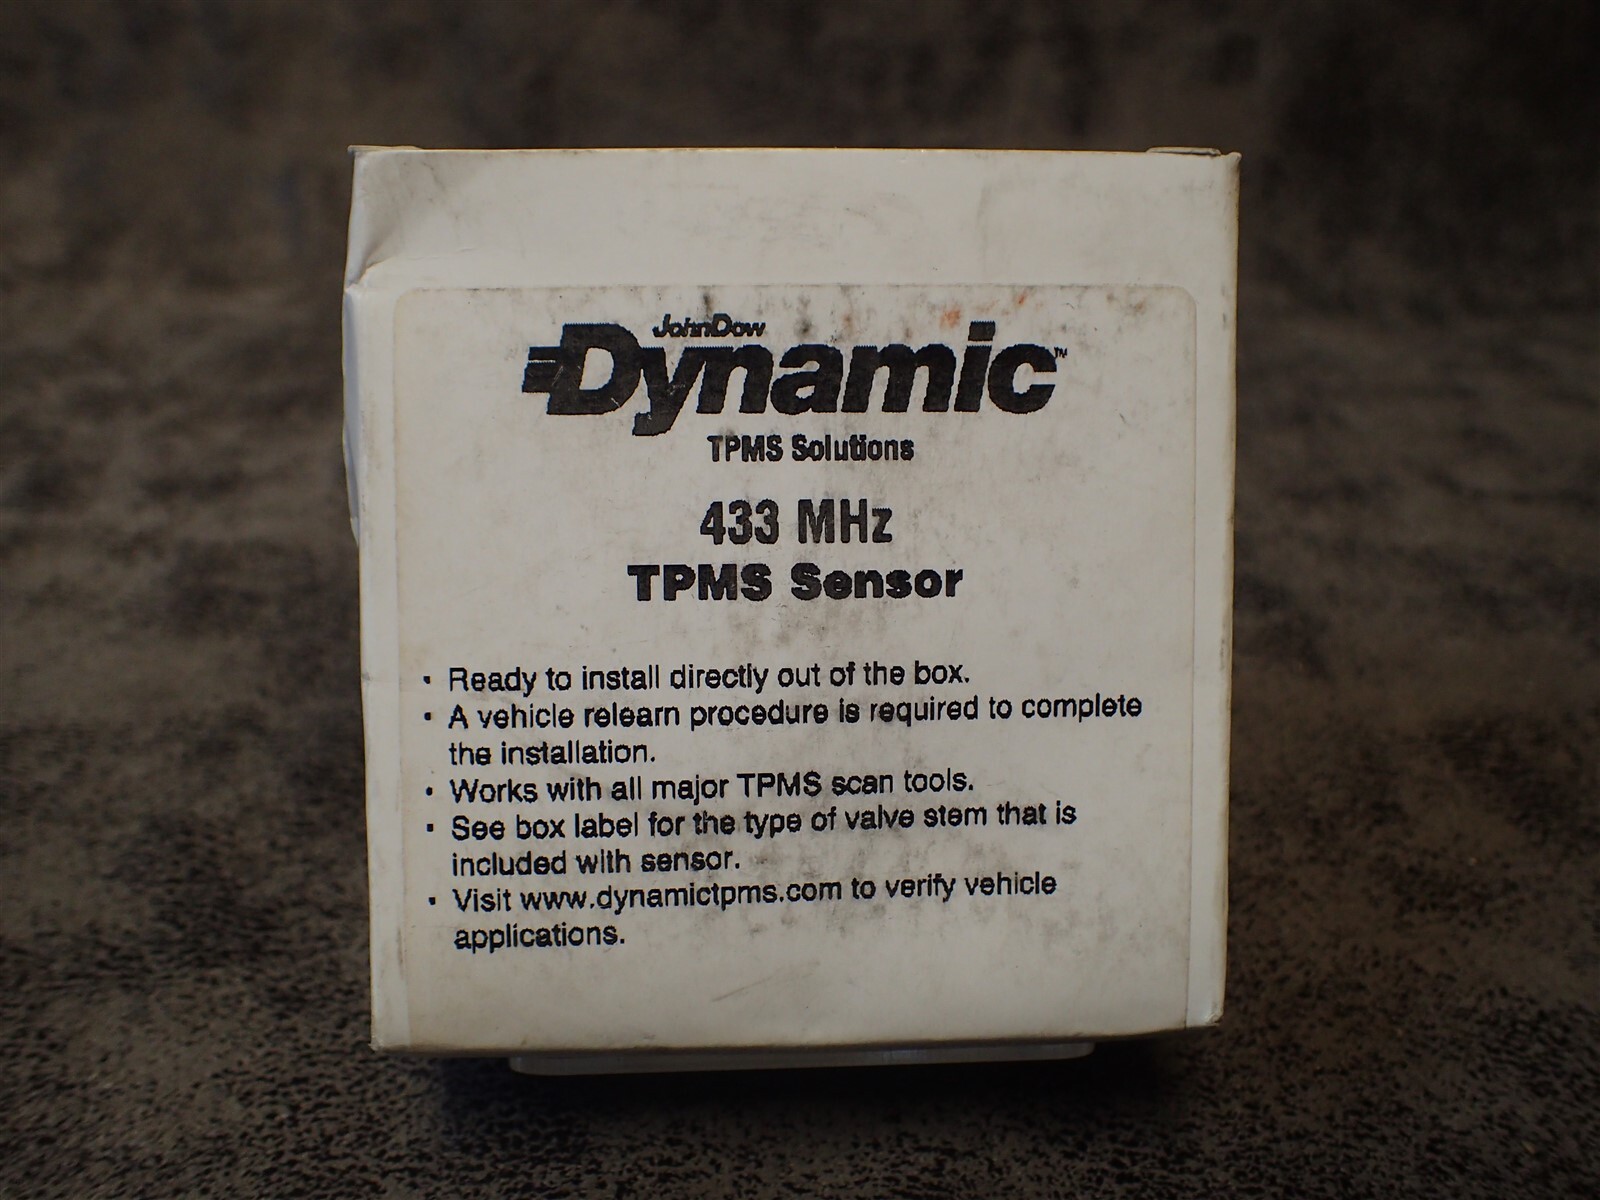 JohnDow
Dynamic™
TPMS Solutions
433 MHz
TPMS Sensor
• Ready to install directly out of the box.
• A vehicle relearn procedure is required to complete
the installation.
• Works with all major TPMS scan tools.
• See box label for the type of valve stem that is
included with sensor.
• Visit www.dynamictpms.com to verify vehicle
applications.